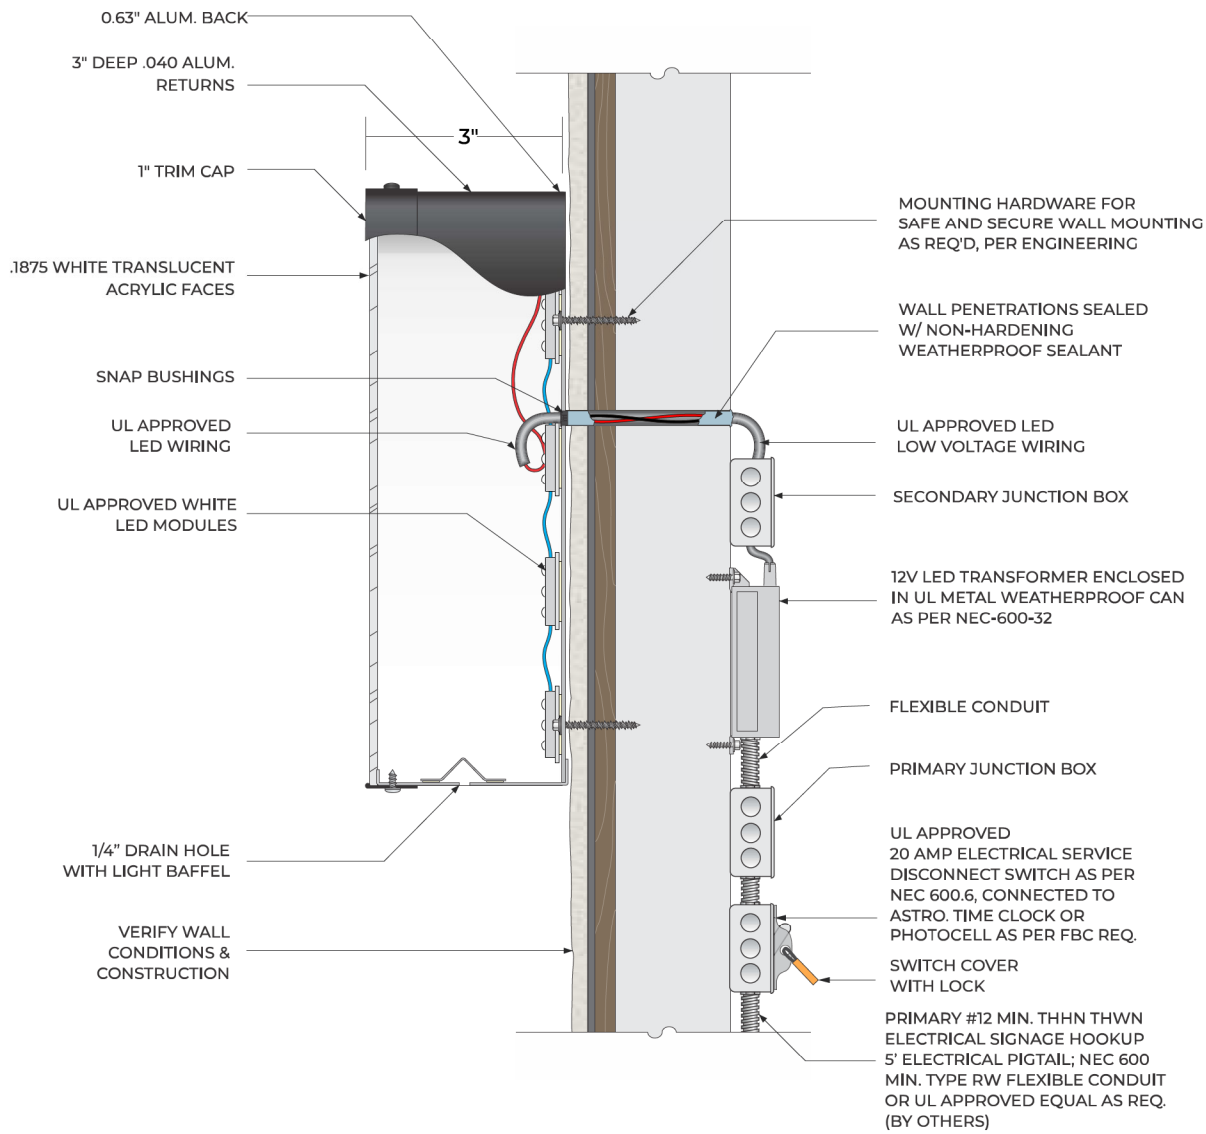 0.63" ALUM. BACK
3" DEEP .040 ALUM.
RETURNS
3"
1" TRIM CAP
.1875 WHITE TRANSLUCENT
ACRYLIC FACES
SNAP BUSHINGS
UL APPROVED
LED WIRING
UL APPROVED WHITE
LED MODULES
1/4” DRAIN HOLE
WITH LIGHT BAFFEL
VERIFY WALL
CONDITIONS &
CONSTRUCTION
MOUNTING HARDWARE FOR
SAFE AND SECURE WALL MOUNTING
AS REQ'D, PER ENGINEERING
WALL PENETRATIONS SEALED
W/ NON-HARDENING
WEATHERPROOF SEALANT
UL APPROVED LED
LOW VOLTAGE WIRING
SECONDARY JUNCTION BOX
12V LED TRANSFORMER ENCLOSED
IN UL METAL WEATHERPROOF CAN
AS PER NEC-600-32
FLEXIBLE CONDUIT
PRIMARY JUNCTION BOX
UL APPROVED
20 AMP ELECTRICAL SERVICE
DISCONNECT SWITCH AS PER
NEC 600.6, CONNECTED TO
ASTRO. TIME CLOCK OR
PHOTOCELL AS PER FBC REQ.
SWITCH COVER
WITH LOCK
PRIMARY #12 MIN. THHN THWN
ELECTRICAL SIGNAGE HOOKUP
5’ ELECTRICAL PIGTAIL; NEC 600
MIN. TYPE RW FLEXIBLE CONDUIT
OR UL APPROVED EQUAL AS REQ.
(BY OTHERS)